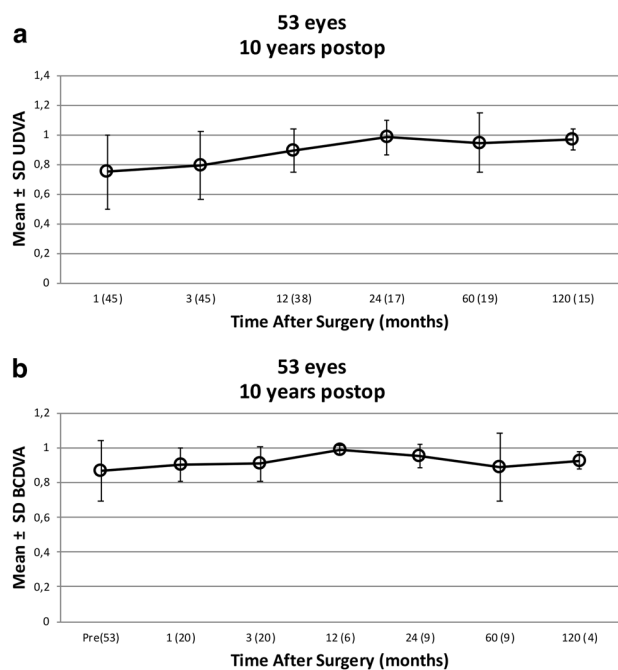 a
53 eyes
10 years postop
Mean ± SD UDVA
1,4
1,2
1
0,8
0,6
0,4
0,2
0
1 (45) 3 (45) 12 (38) 24 (17) 60 (19) 120 (15)
Time After Surgery (months)
b
53 eyes
10 years postop
Mean ± SD BCDVA
1,2
1
0,8
0,6
0,4
0,2
0
Pre(53) 1 (20) 3 (20) 12 (6) 24 (9) 60 (9) 120 (4)
Time After Surgery (months)